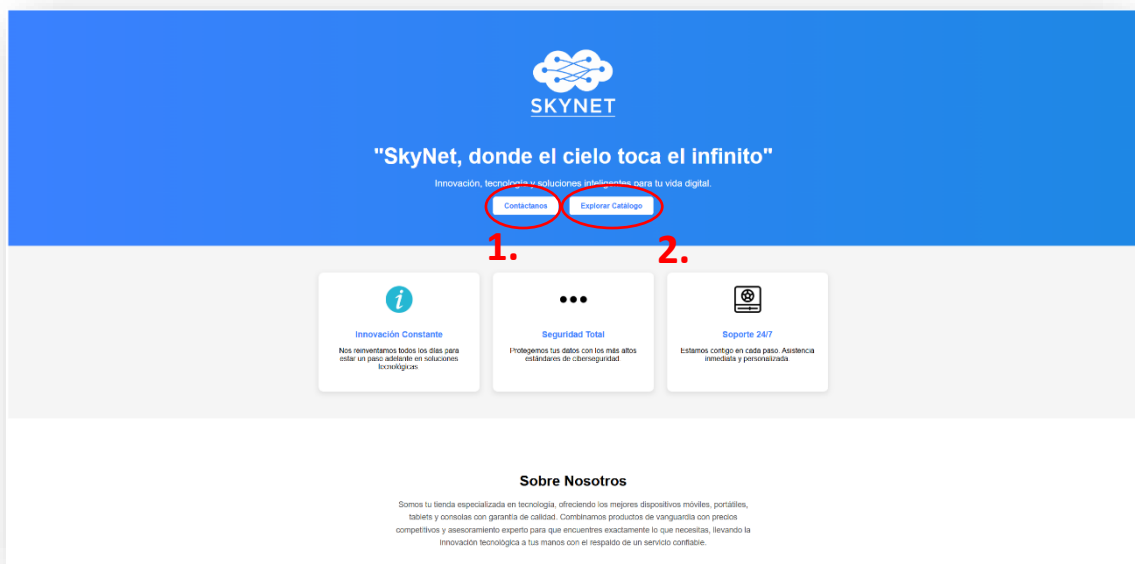 SKYNET
"SkyNet, donde el cielo toca el infinito"
Innovación, tecnología y soluciones inteligentes para tu vida digital.
Contáctanos
Explorar Catálogo
1.
2.
Innovación Constante
Nos reinventamos todos los días para
estar un paso adelante en soluciones
tecnológicas
Seguridad Total
Protegemos tus datos con los más altos
estándares de ciberseguridad
Soporte 24/7
Estamos contigo en cada paso. Asistencia
inmediata y personalizada
Sobre Nosotros
Somos tu tienda especializada en tecnología, ofreciendo los mejores dispositivos móviles, portátiles,
tablets y consolas con garantía de calidad. Combinamos productos de vanguardia con precios
competitivos y asesoramiento experto para que encuentres exactamente lo que necesitas, llevando la
innovación tecnológica a tus manos con el respaldo de un servicio confiable.